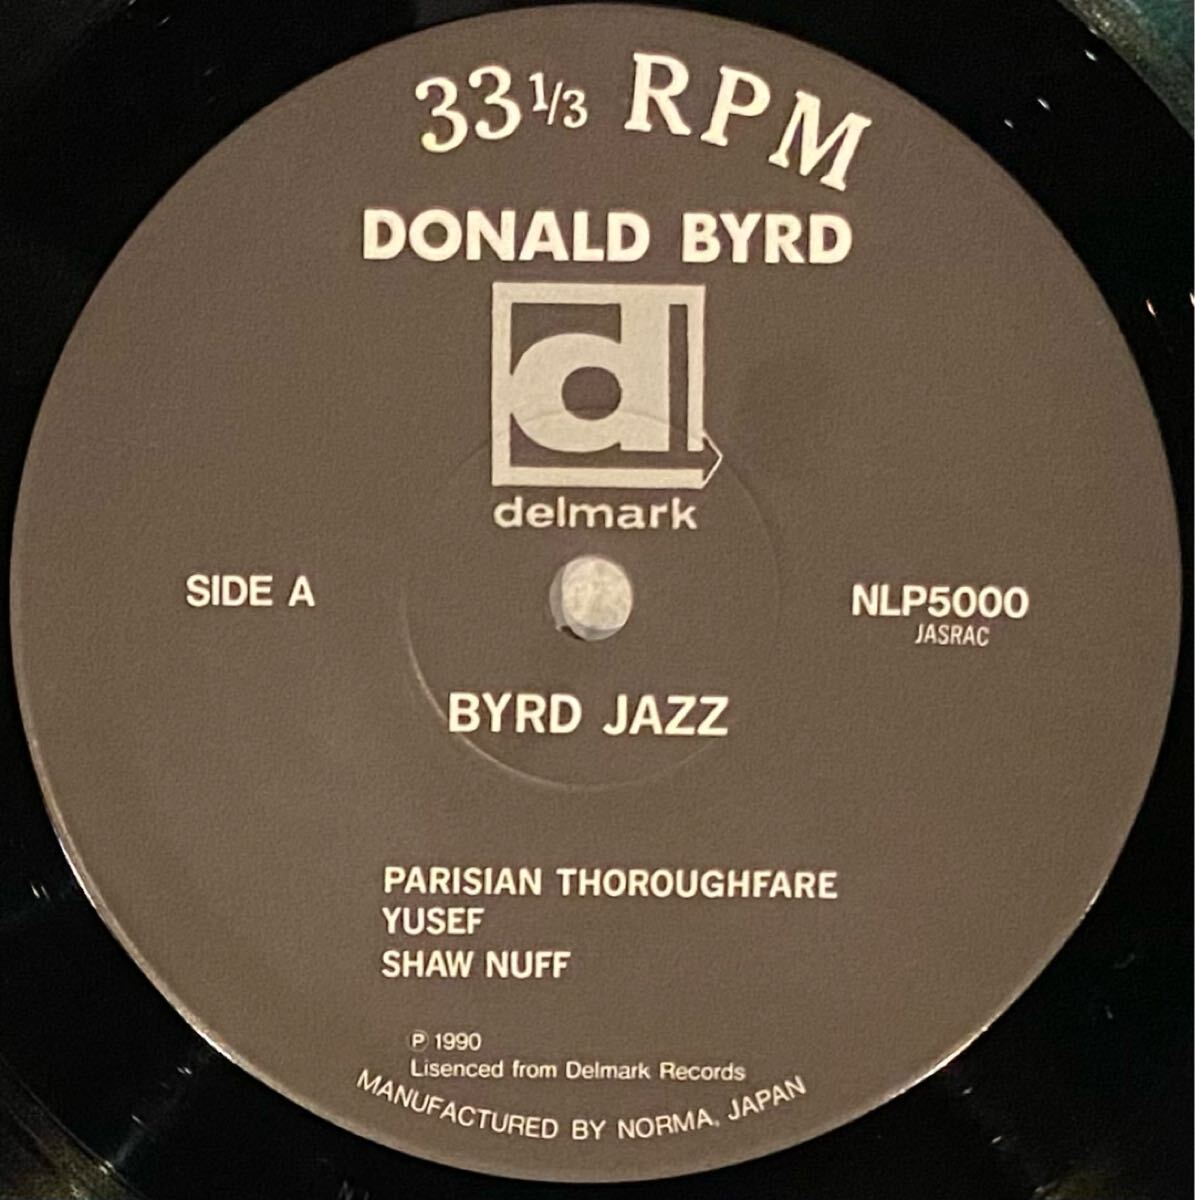 33 1/3 RPM
DONALD BYRD
d
delmark
SIDE A
NLP5000
JASRAC
BYRD JAZZ
PARISIAN THOROUGHFARE
YUSEF
SHAW NUFF
℗ 1990
Lisenced from Delmark Records
MANUFACTURED BY NORMA, JAPAN